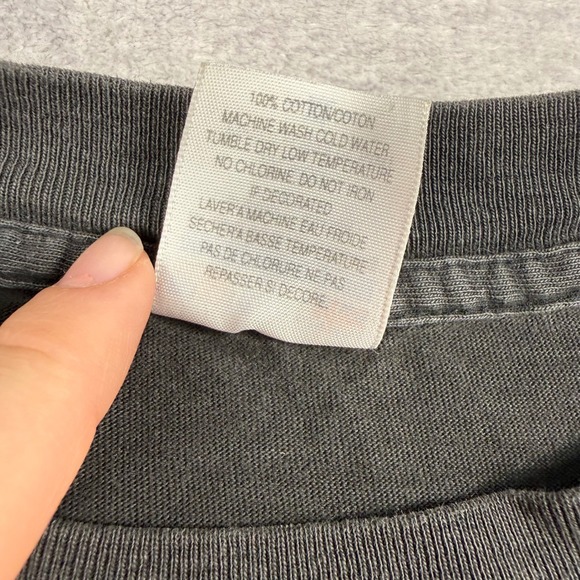 100% COTTON/COTON
MACHINE WASH COLD WATER
TUMBLE DRY LOW TEMPERATURE
NO CHLORINE. DO NOT IRON
IF DECORATED
LAVER'A MACHINE EAU FROIDE
SECHER'A BASSE TEMPERATURE
PAS DE CHLORURE NE PAS
REPASSER SI DECORE.